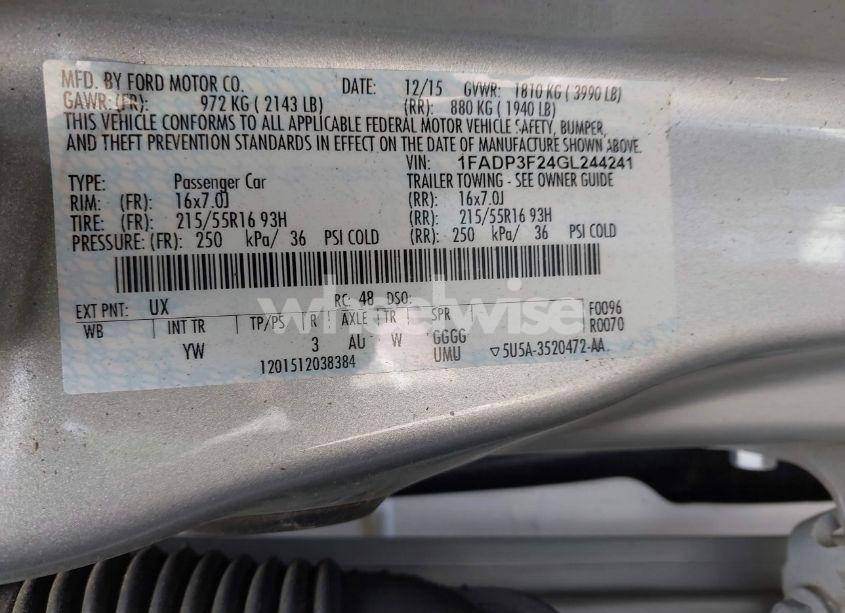 MFD. BY FORD MOTOR CO. DATE: 12/15 GVWR: 1810 KG ( 3990 LB)
GAWR: (FR): 972 KG ( 2143 LB) (RR): 880 KG ( 1940 LB)
THIS VEHICLE CONFORMS TO ALL APPLICABLE FEDERAL MOTOR VEHICLE SAFETY, BUMPER,
AND THEFT PREVENTION STANDARDS IN EFFECT ON THE DATE OF MANUFACTURE SHOWN ABOVE.
VIN: 1FADP3F24GL244241
TYPE: Passenger Car TRAILER TOWING - SEE OWNER GUIDE
RIM: (FR): 16x7.0J (RR): 16x7.0J
TIRE: (FR): 215/55R16 93H (RR): 215/55R16 93H
PRESSURE: (FR): 250 kPa/ 36 PSI COLD (RR): 250 kPa/ 36 PSI COLD
wheelwise
EXT PNT: UX RC: 48 DSO: F0096
WB INT TR TP/PS R AXLE TR SPR R0070
YW 3 AU W GGGG
UMU ▽5U5A-3520472-AA
1201512038384